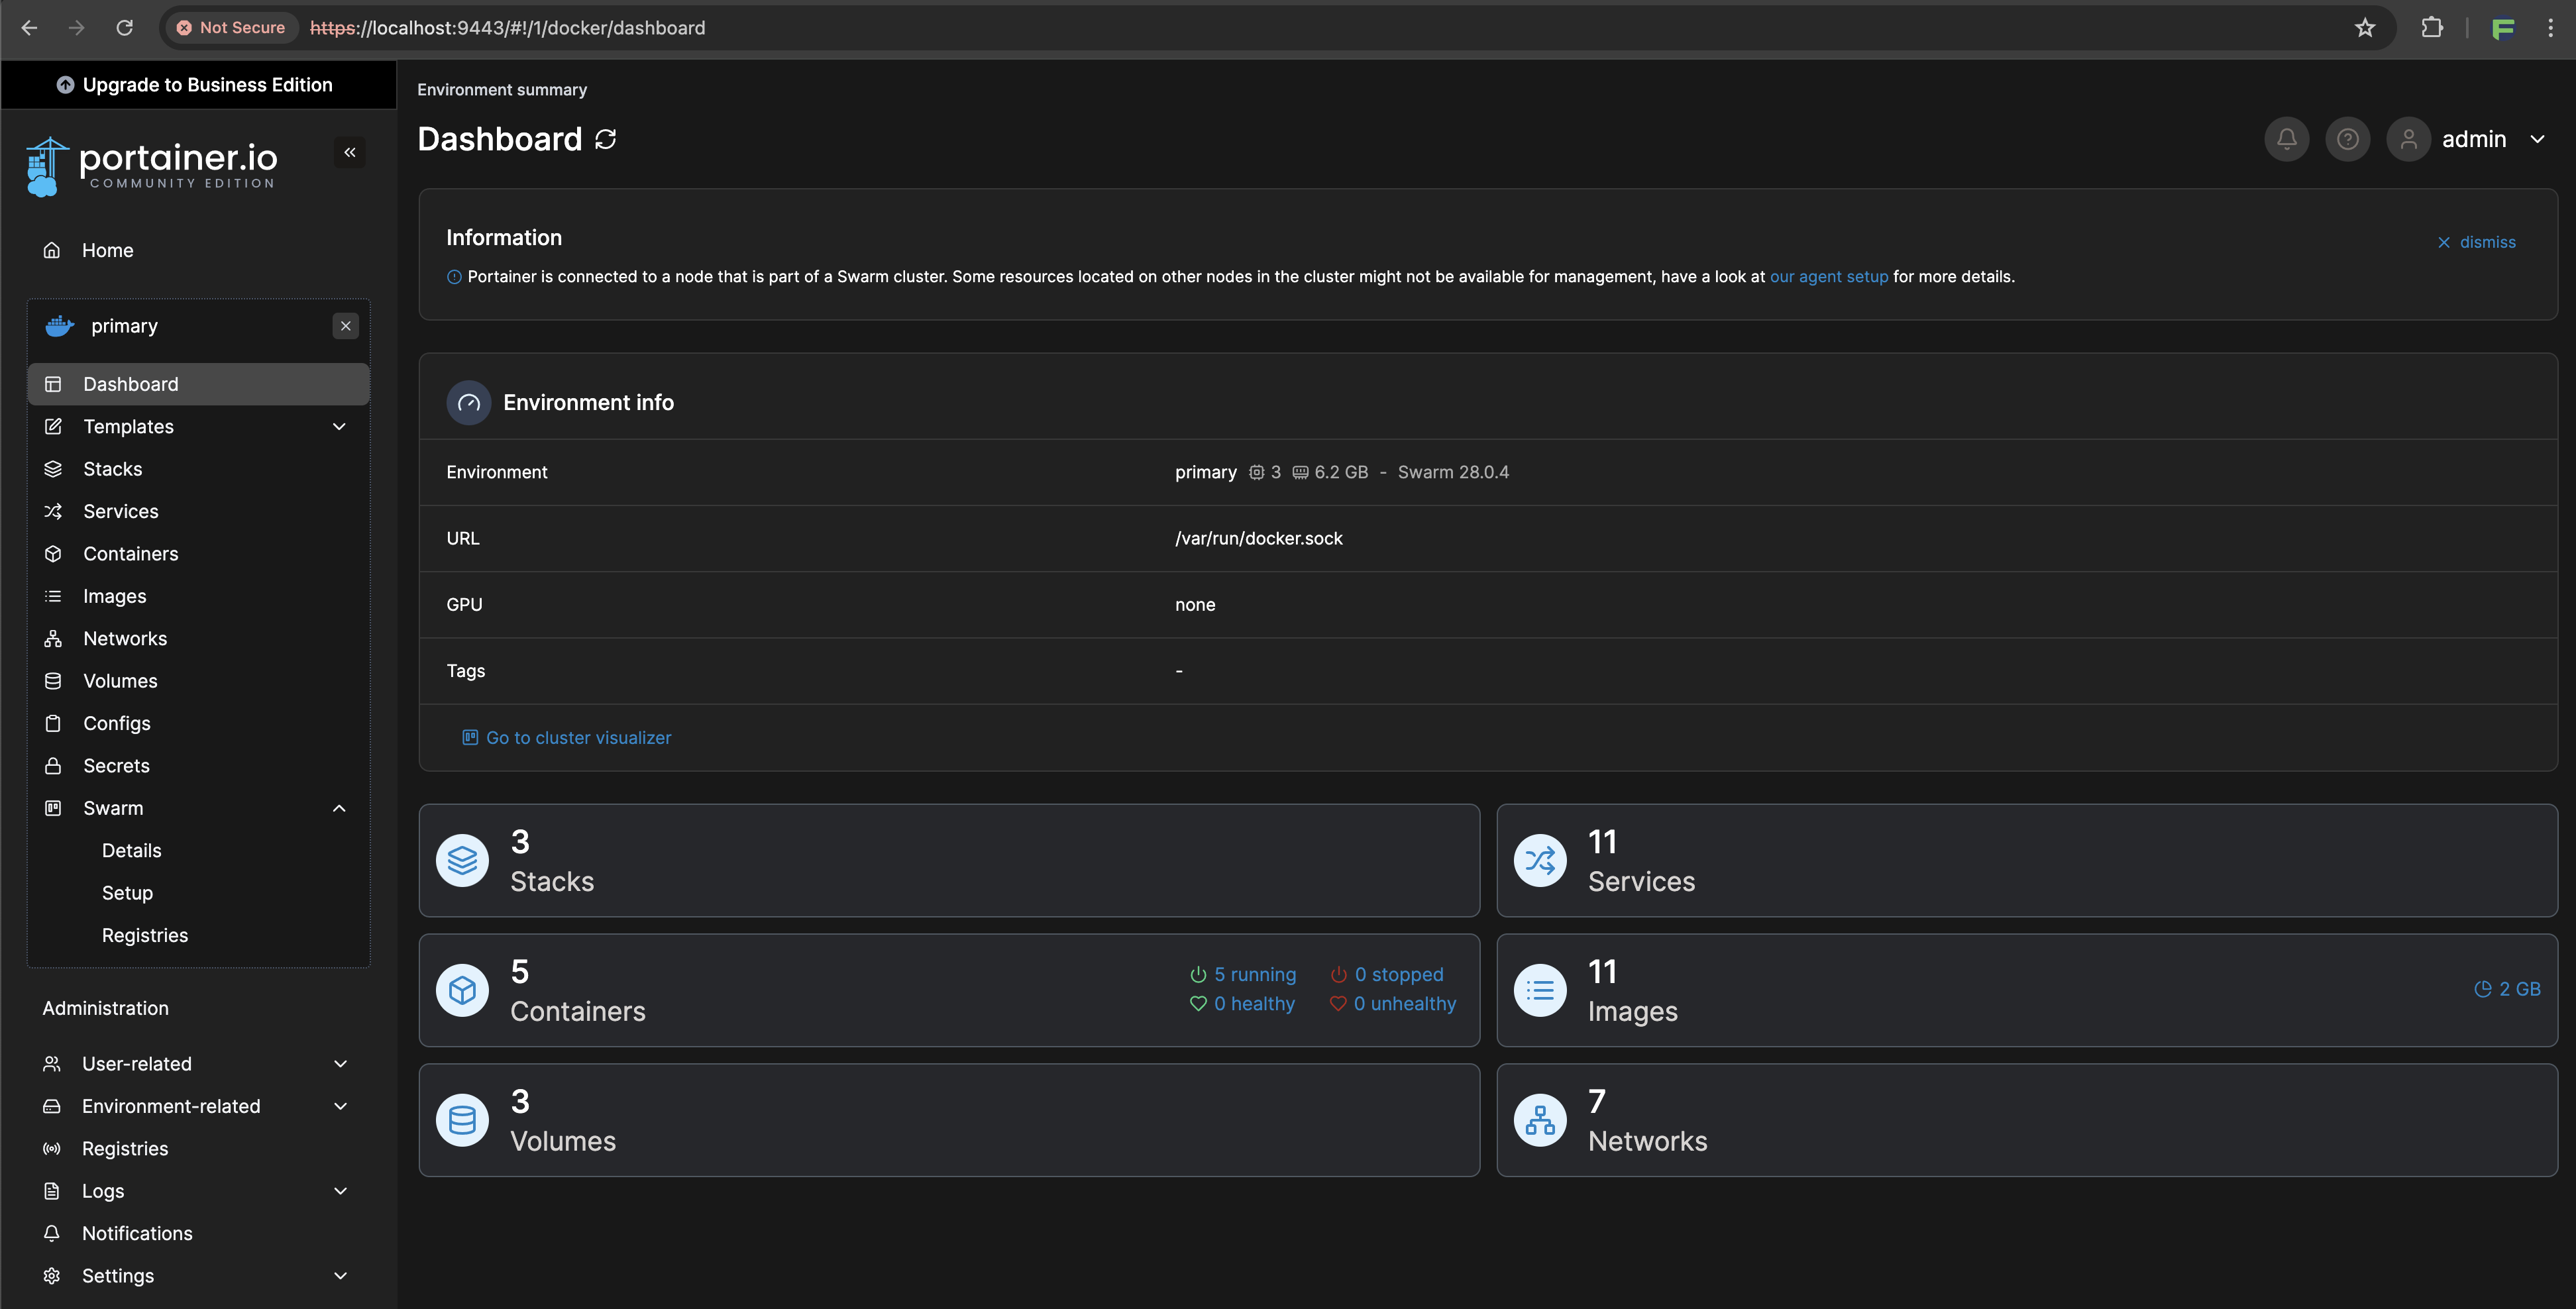 Not Secure https://localhost:9443/#!/1/docker/dashboard
Upgrade to Business Edition
portainer.io
COMMUNITY EDITION
Home
primary
Dashboard
Templates
Stacks
Services
Containers
Images
Networks
Volumes
Configs
Secrets
Swarm
Details
Setup
Registries
Administration
User-related
Environment-related
Registries
Logs
Notifications
Settings
Environment summary
Dashboard
admin
Information
dismiss
Portainer is connected to a node that is part of a Swarm cluster. Some resources located on other nodes in the cluster might not be available for management, have a look at our agent setup for more details.
Environment info
Environment primary 3 6.2 GB - Swarm 28.0.4
URL /var/run/docker.sock
GPU none
Tags -
Go to cluster visualizer
3
Stacks
11
Services
5
Containers
5 running 0 stopped
0 healthy 0 unhealthy
11
Images
2 GB
3
Volumes
7
Networks